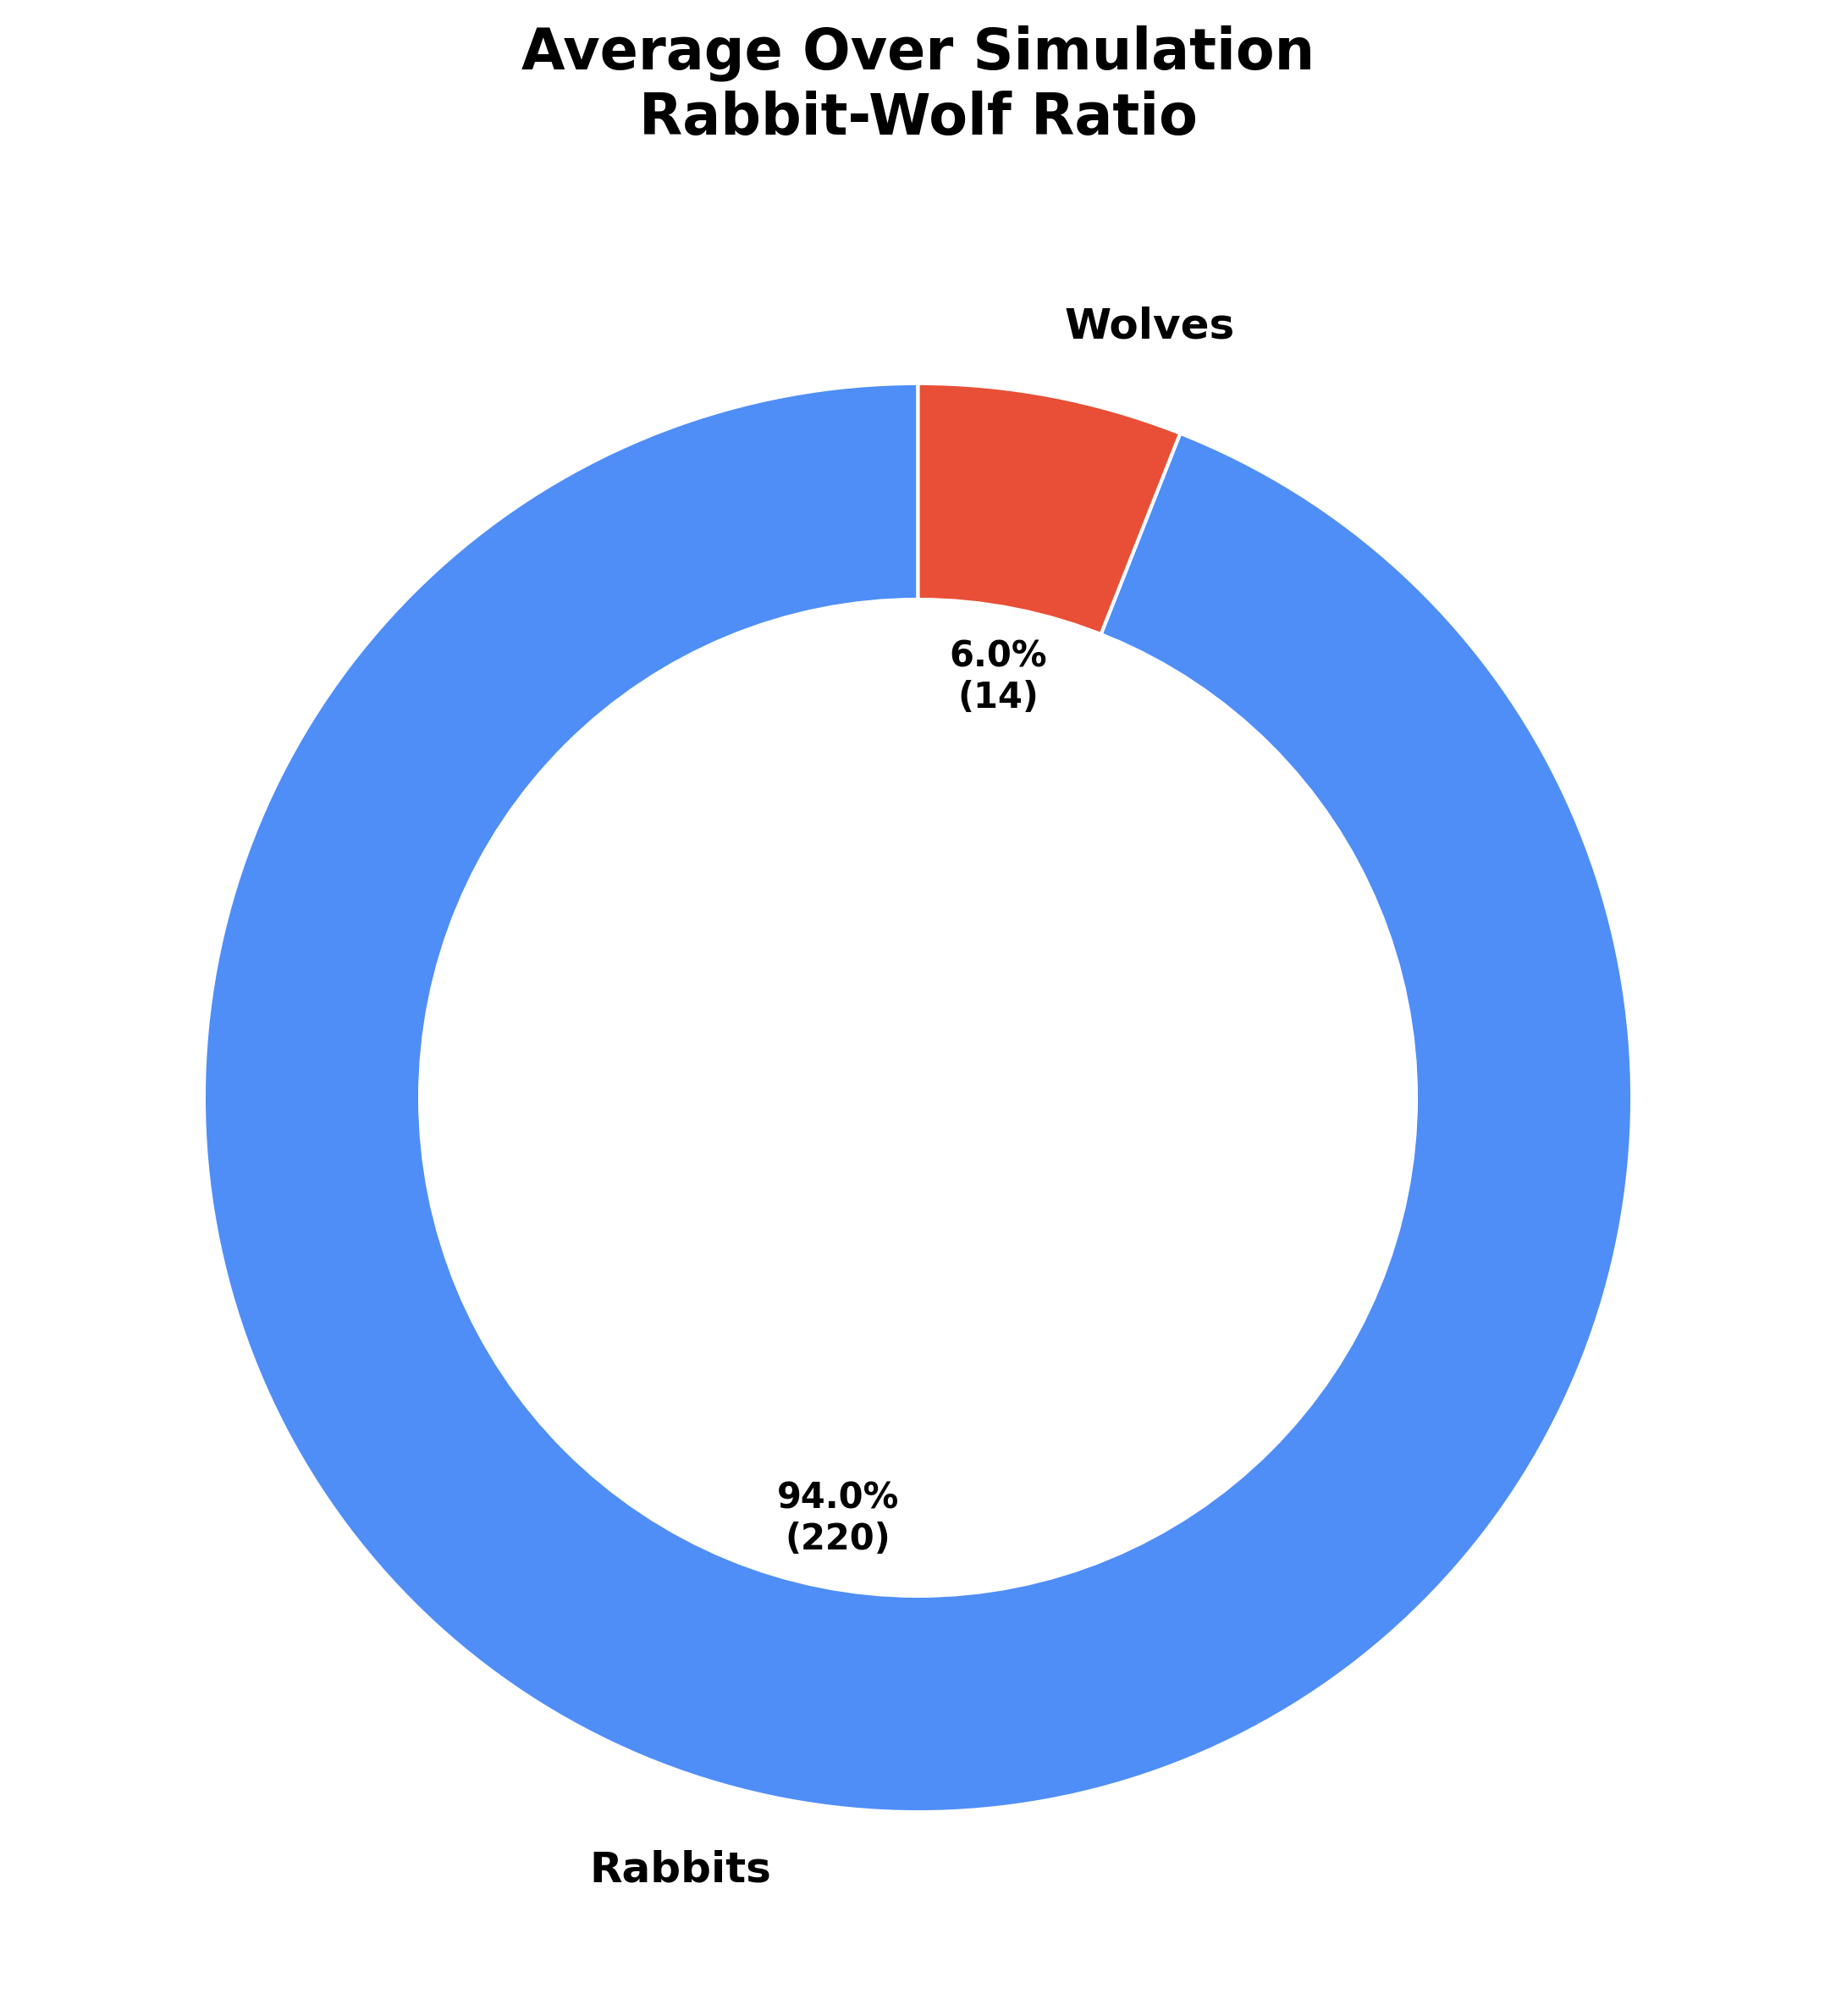 Average Over Simulation
Rabbit-Wolf Ratio
Wolves
6.0%
(14)
94.0%
(220)
Rabbits